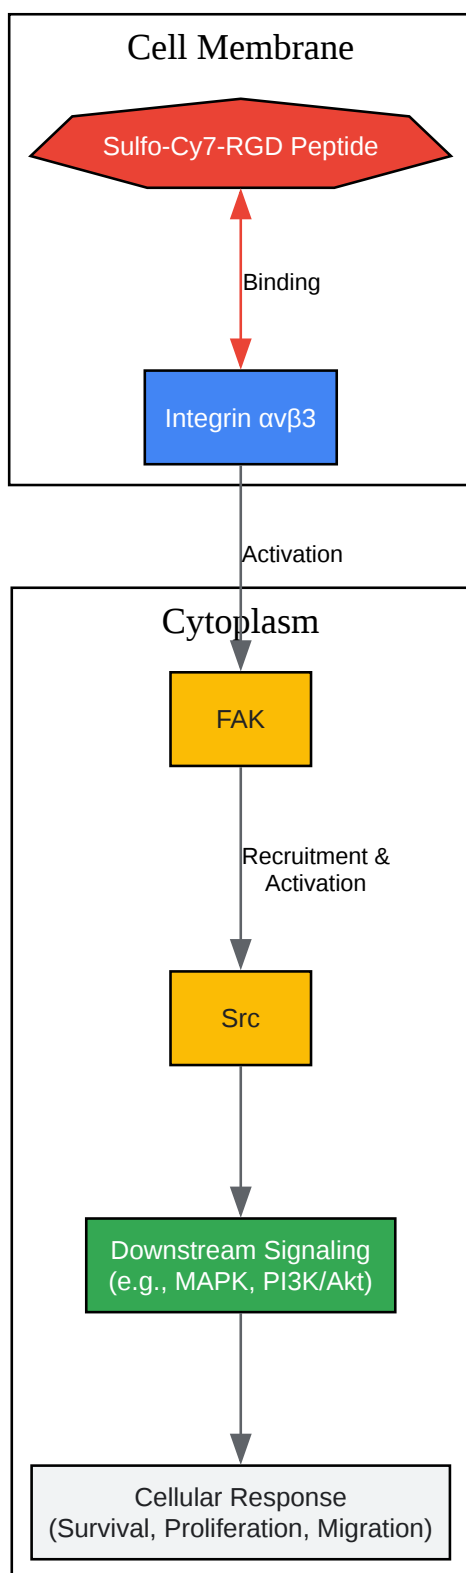 Cell Membrane
Sulfo-Cy7-RGD Peptide
Binding
Integrin αvβ3
Activation
Cytoplasm
FAK
Recruitment &
Activation
Src
Downstream Signaling
(e.g., MAPK, PI3K/Akt)
Cellular Response
(Survival, Proliferation, Migration)